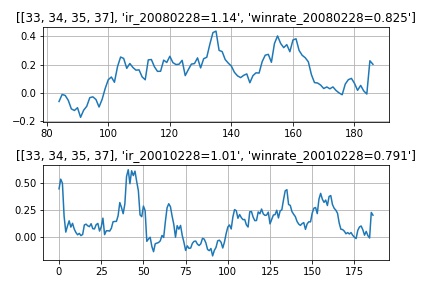 [[33, 34, 35, 37], 'ir_20080228=1.14', 'winrate_20080228=0.825']
0.4
0.2
0.0
−0.2
80 100 120 140 160 180
[[33, 34, 35, 37], 'ir_20010228=1.01', 'winrate_20010228=0.791']
0.50
0.25
0.00
0 25 50 75 100 125 150 175